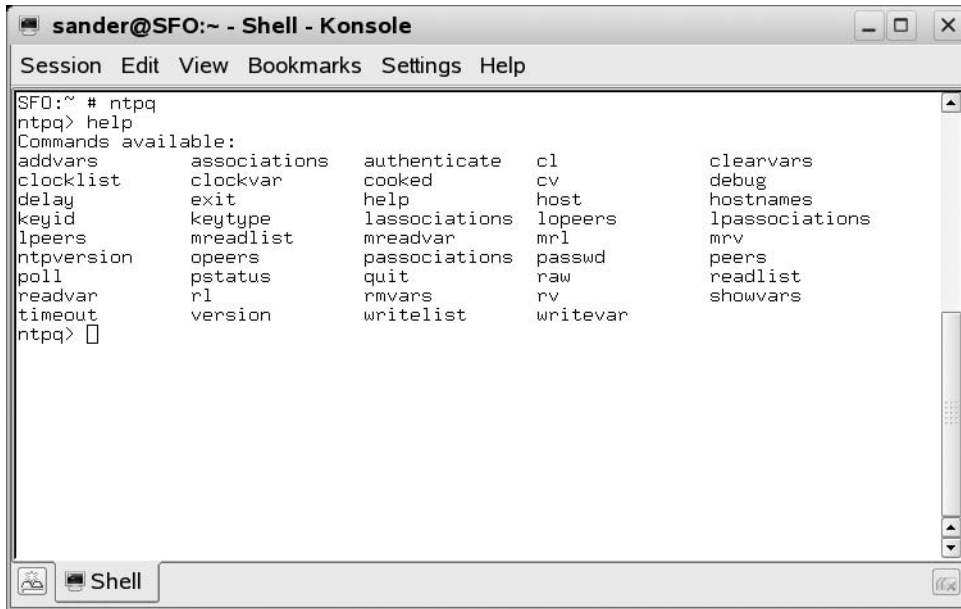 sander@SFO:~ - Shell - Konsole
Session Edit View Bookmarks Settings Help
SFO:~ # ntpq
ntpq> help
Commands available:
addvars associations authenticate cl clearvars
clocklist clockvar cooked cv debug
delay exit help host hostnames
keyid keytype lassociations lopeers lpassociations
lpeers mreadlist mreadvar mrl mrv
ntpversion opeers passociations passwd peers
poll pstatus quit raw readlist
readvar rl rmvars rv showvars
timeout version writelist writevar
ntpq>
Shell